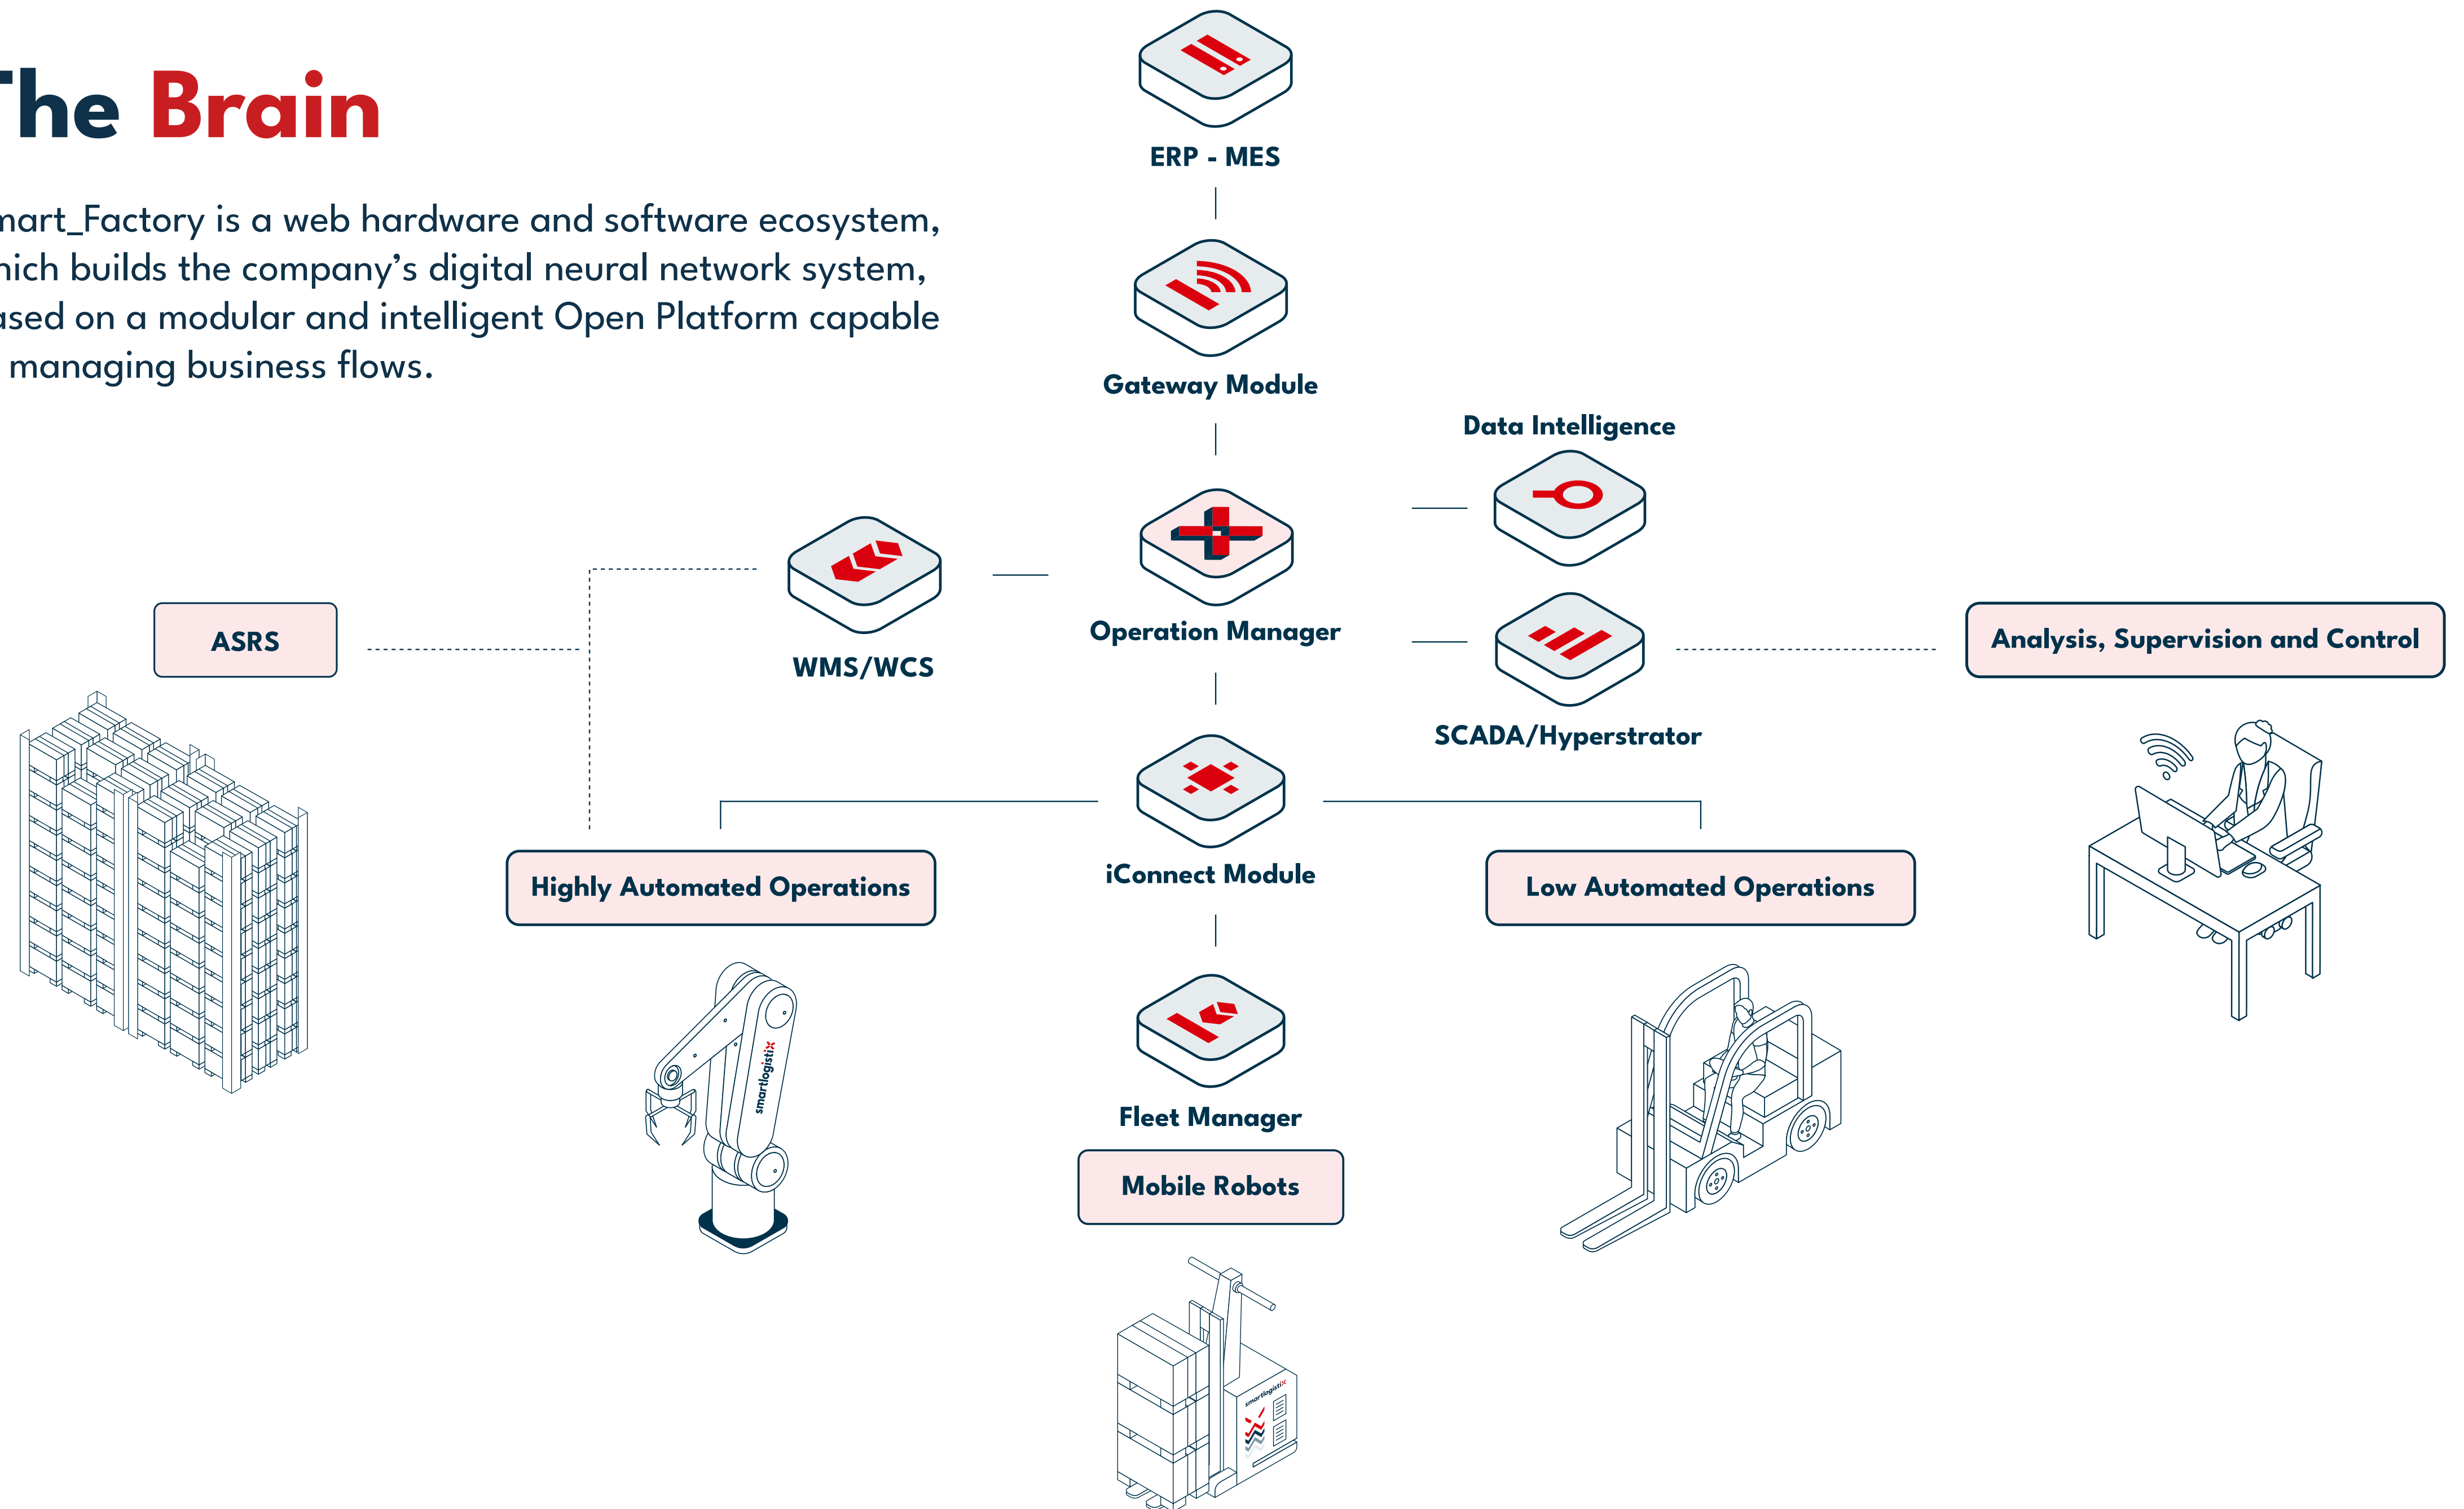 The Brain
mart_Factory is a web hardware and software ecosystem,
hich builds the company's digital neural network system,
ased on a modular and intelligent Open Platform capable
managing business flows.
ERP - MES
Gateway Module
Data Intelligence
Operation Manager
WMS/WCS
ASRS
Analysis, Supervision and Control
SCADA/Hyperstrator
iConnect Module
Highly Automated Operations
Low Automated Operations
smartlogistix
Fleet Manager
Mobile Robots
smartlogistix